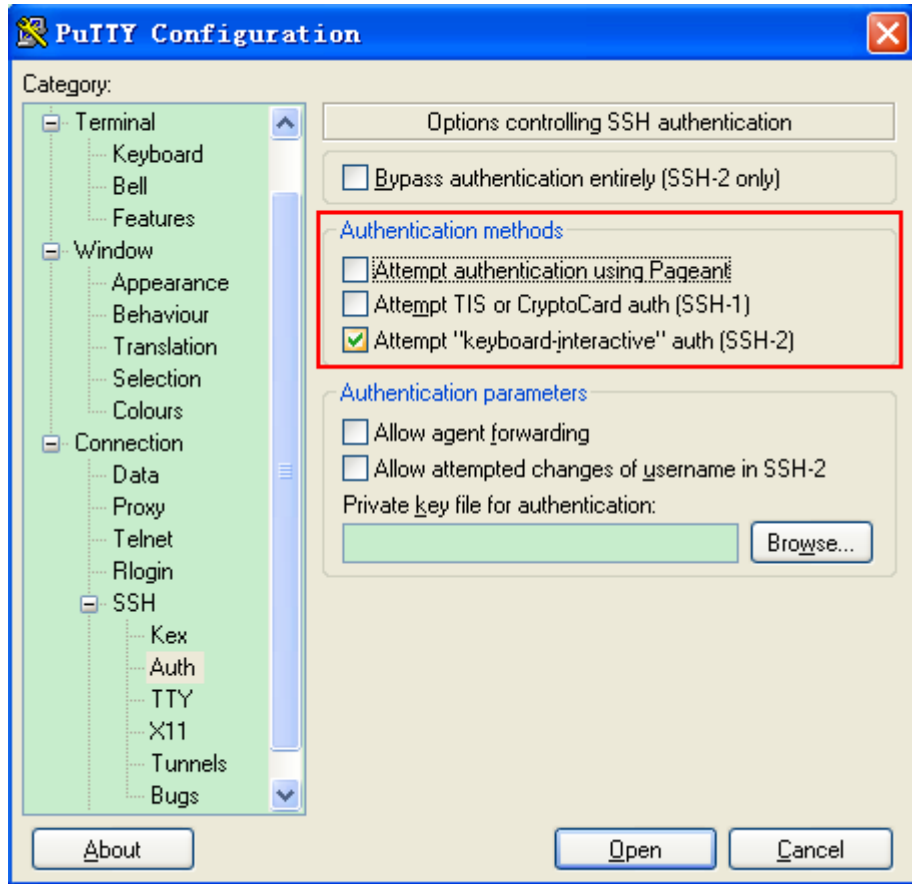 PuTTY Configuration
Category:
Terminal
Keyboard
Bell
Features
Window
Appearance
Behaviour
Translation
Selection
Colours
Connection
Data
Proxy
Telnet
Rlogin
SSH
Kex
Auth
TTY
X11
Tunnels
Bugs
Options controlling SSH authentication
Bypass authentication entirely (SSH-2 only)
Authentication methods
Attempt authentication using Pageant
Attempt TIS or CryptoCard auth (SSH-1)
Attempt "keyboard-interactive" auth (SSH-2)
Authentication parameters
Allow agent forwarding
Allow attempted changes of username in SSH-2
Private key file for authentication:
Browse...
About
Open
Cancel